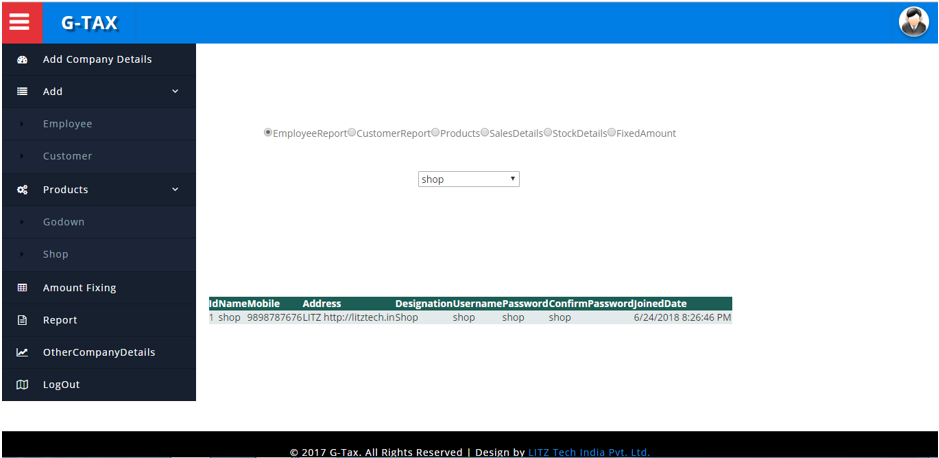 G-TAX
Add Company Details
Add
Employee
Customer
Products
Godown
Shop
Amount Fixing
Report
OtherCompanyDetails
LogOut
EmployeeReport CustomerReport Products SalesDetails StockDetails FixedAmount
shop
Id Name Mobile Address Designation Username Password ConfirmPassword JoinedDate
1 shop 9898787676 LITZ http://litztech.in Shop shop shop shop 6/24/2018 8:26:46 PM
© 2017 G-Tax. All Rights Reserved | Design by LITZ Tech India Pvt. Ltd.